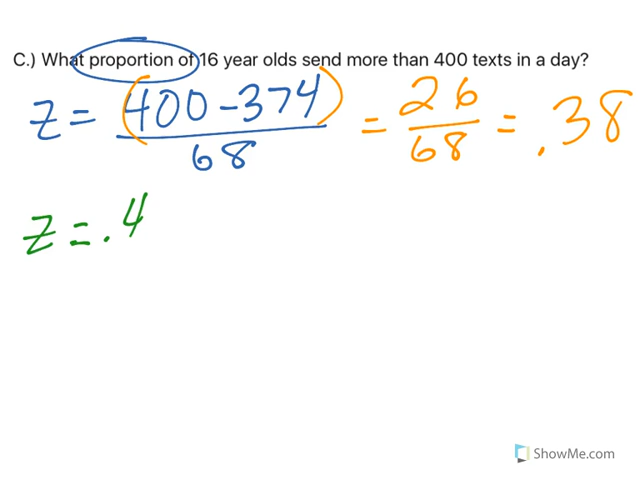 C.) What proportion of 16 year olds send more than 400 texts in a day?
z = (400 - 374) / 68 = 26 / 68 = .38
z = .4
ShowMe.com